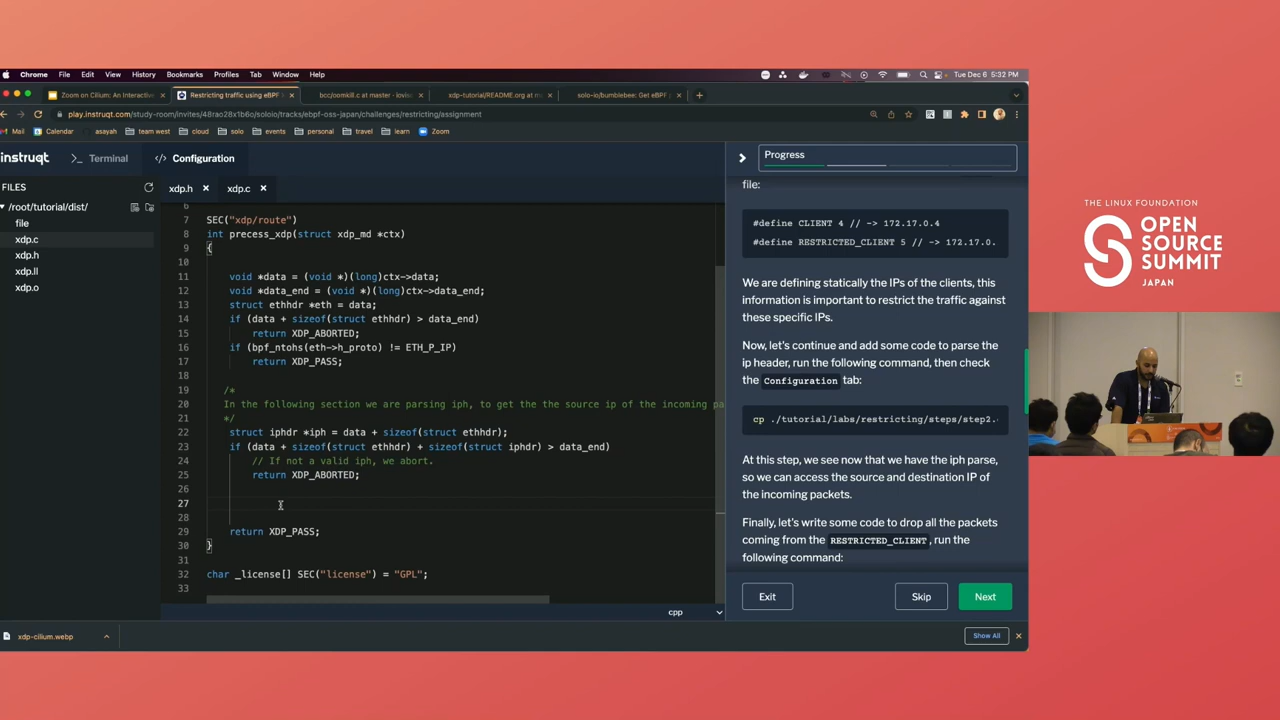 Chrome File Edit View History Bookmarks Profiles Tab Window Help
Tue Dec 6 5:32 PM
Zoom on Cilium: An Interactive
Restricting traffic using eBPF
bcc/oomkill.c at master · iovis
xdp-tutorial/README.org at m
solo-io/bumblebee: Get eBPF
play.instruqt.com/study-room/invites/48rao28x1b6o/soloio/tracks/ebpf-oss-japan/challenges/restricting/assignment
Mail Calendar asayah team west cloud solo events personal travel learn Zoom
instruqt
Terminal
Configuration
FILES
/root/tutorial/dist/
file
xdp.c
xdp.h
xdp.ll
xdp.o
xdp.h
xdp.c
6
7 SEC("xdp/route")
8 int precess_xdp(struct xdp_md *ctx)
9 {
10
11 void *data = (void *)(long)ctx->data;
12 void *data_end = (void *)(long)ctx->data_end;
13 struct ethhdr *eth = data;
14 if (data + sizeof(struct ethhdr) > data_end)
15 return XDP_ABORTED;
16 if (bpf_ntohs(eth->h_proto) != ETH_P_IP)
17 return XDP_PASS;
18
19 /*
20 In the following section we are parsing iph, to get the the source ip of the incoming pa
21 */
22 struct iphdr *iph = data + sizeof(struct ethhdr);
23 if (data + sizeof(struct ethhdr) + sizeof(struct iphdr) > data_end)
24 // If not a valid iph, we abort.
25 return XDP_ABORTED;
26
27
28
29 return XDP_PASS;
30 }
31
32 char _license[] SEC("license") = "GPL";
33
cpp
Progress
file:
#define CLIENT 4 // -> 172.17.0.4
#define RESTRICTED_CLIENT 5 // -> 172.17.0.
We are defining statically the IPs of the clients, this
information is important to restrict the traffic against
these specific IPs.
Now, let's continue and add some code to parse the
ip header, run the following command, then check
the Configuration tab:
cp ./tutorial/labs/restricting/steps/step2.
At this step, we see now that we have the iph parse,
so we can access the source and destination IP of
the incoming packets.
Finally, let's write some code to drop all the packets
coming from the RESTRICTED_CLIENT, run the
following command:
Exit
Skip
Next
xdp-cilium.webp
Show All
THE LINUX FOUNDATION
OPEN
SOURCE
SUMMIT
JAPAN